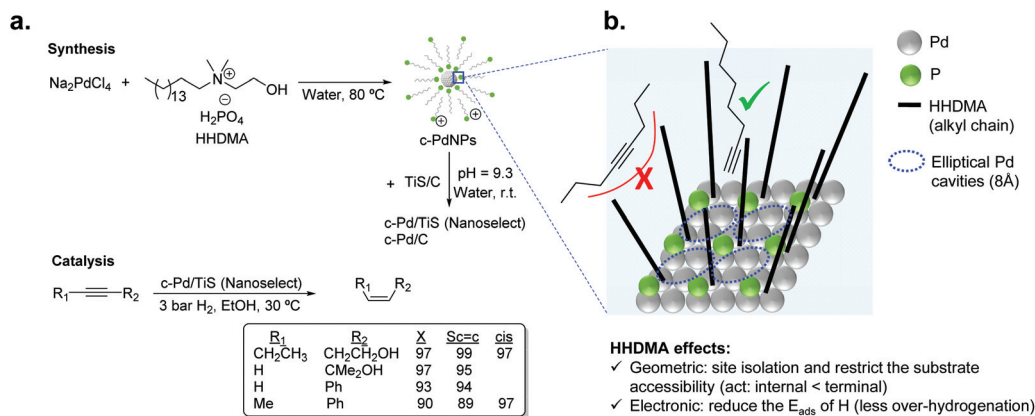 a.
Synthesis
Na₂PdCl₄ + 13 N ⊕ OH
⊖
H₂PO₄
HHDMA
Water, 80 ºC
⊕ ⊕
c-PdNPs
+ TiS/C
pH = 9.3
Water, r.t.
c-Pd/TiS (Nanoselect)
c-Pd/C
Catalysis
R₁ R₂
c-Pd/TiS (Nanoselect)
3 bar H₂, EtOH, 30 ºC
R₁ R₂
R₁ R₂ X Sc=c cis
CH₂CH₃ CH₂CH₂OH 97 99 97
H CMe₂OH 97 95
H Ph 93 94
Me Ph 90 89 97
b.
✓
X
Pd
P
HHDMA
(alkyl chain)
Elliptical Pd
cavities (8Å)
HHDMA effects:
✓ Geometric: site isolation and restrict the substrate
accessibility (act: internal < terminal)
✓ Electronic: reduce the Eads of H (less over-hydrogenation)